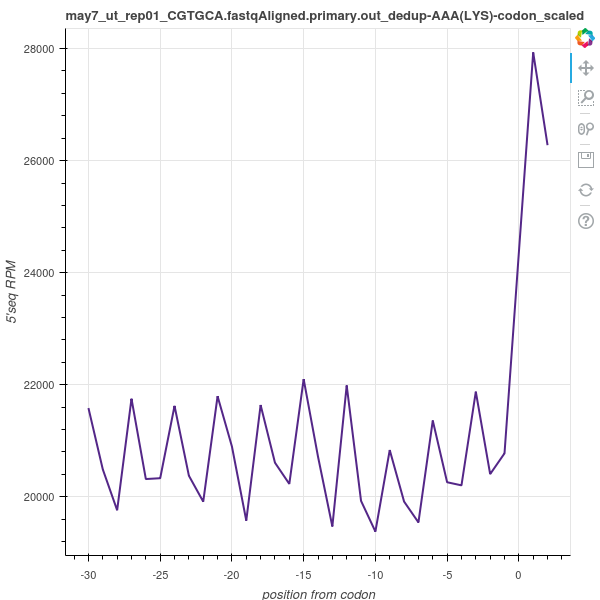 may7_ut_rep01_CGTGCA.fastqAligned.primary.out_dedup-AAA(LYS)-codon_scaled
28000
26000
24000
22000
20000
5'seq RPM
-30 -25 -20 -15 -10 -5 0
position from codon